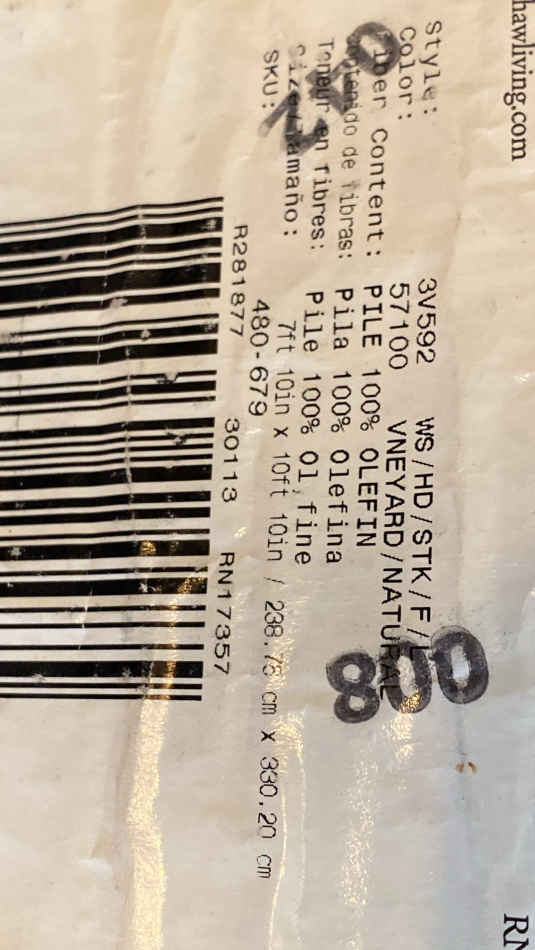 hawliving.com
Style: 3V592 WS/HD/STK/F/L
Color: 57100 VNEYARD/NATURAL
Fiber Content: PILE 100% OLEFIN
Contenido de fibras: Pila 100% Olefina
Teneur en fibres: Pile 100% Ol fine
Size/Tamaño: 7ft 10in x 10ft 10in / 238.76 cm x 330.20 cm
SKU: 480-679
R281877 30113 RN17357
800
RN